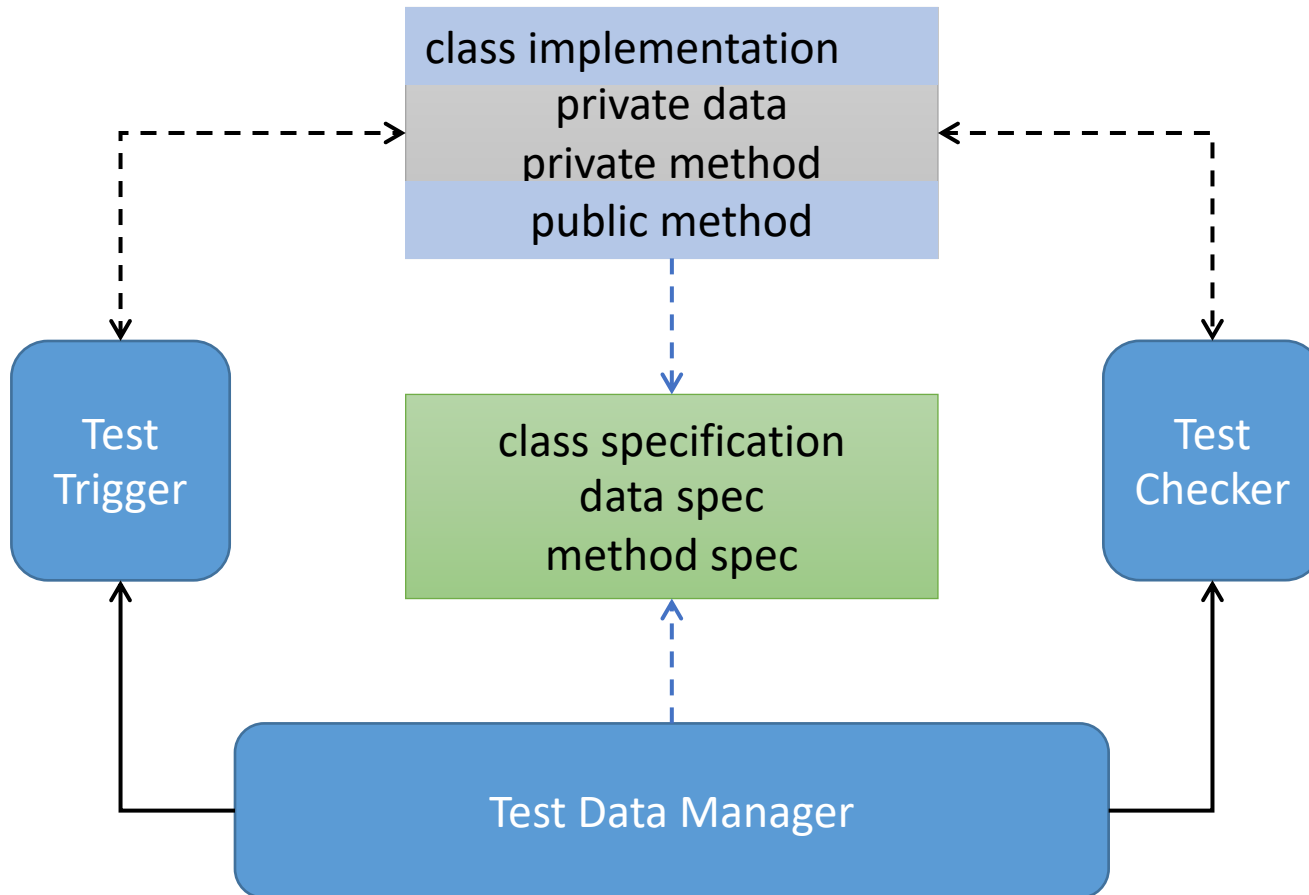 class implementation
private data
private method
public method
Test
Trigger
class specification
data spec
method spec
Test
Checker
Test Data Manager